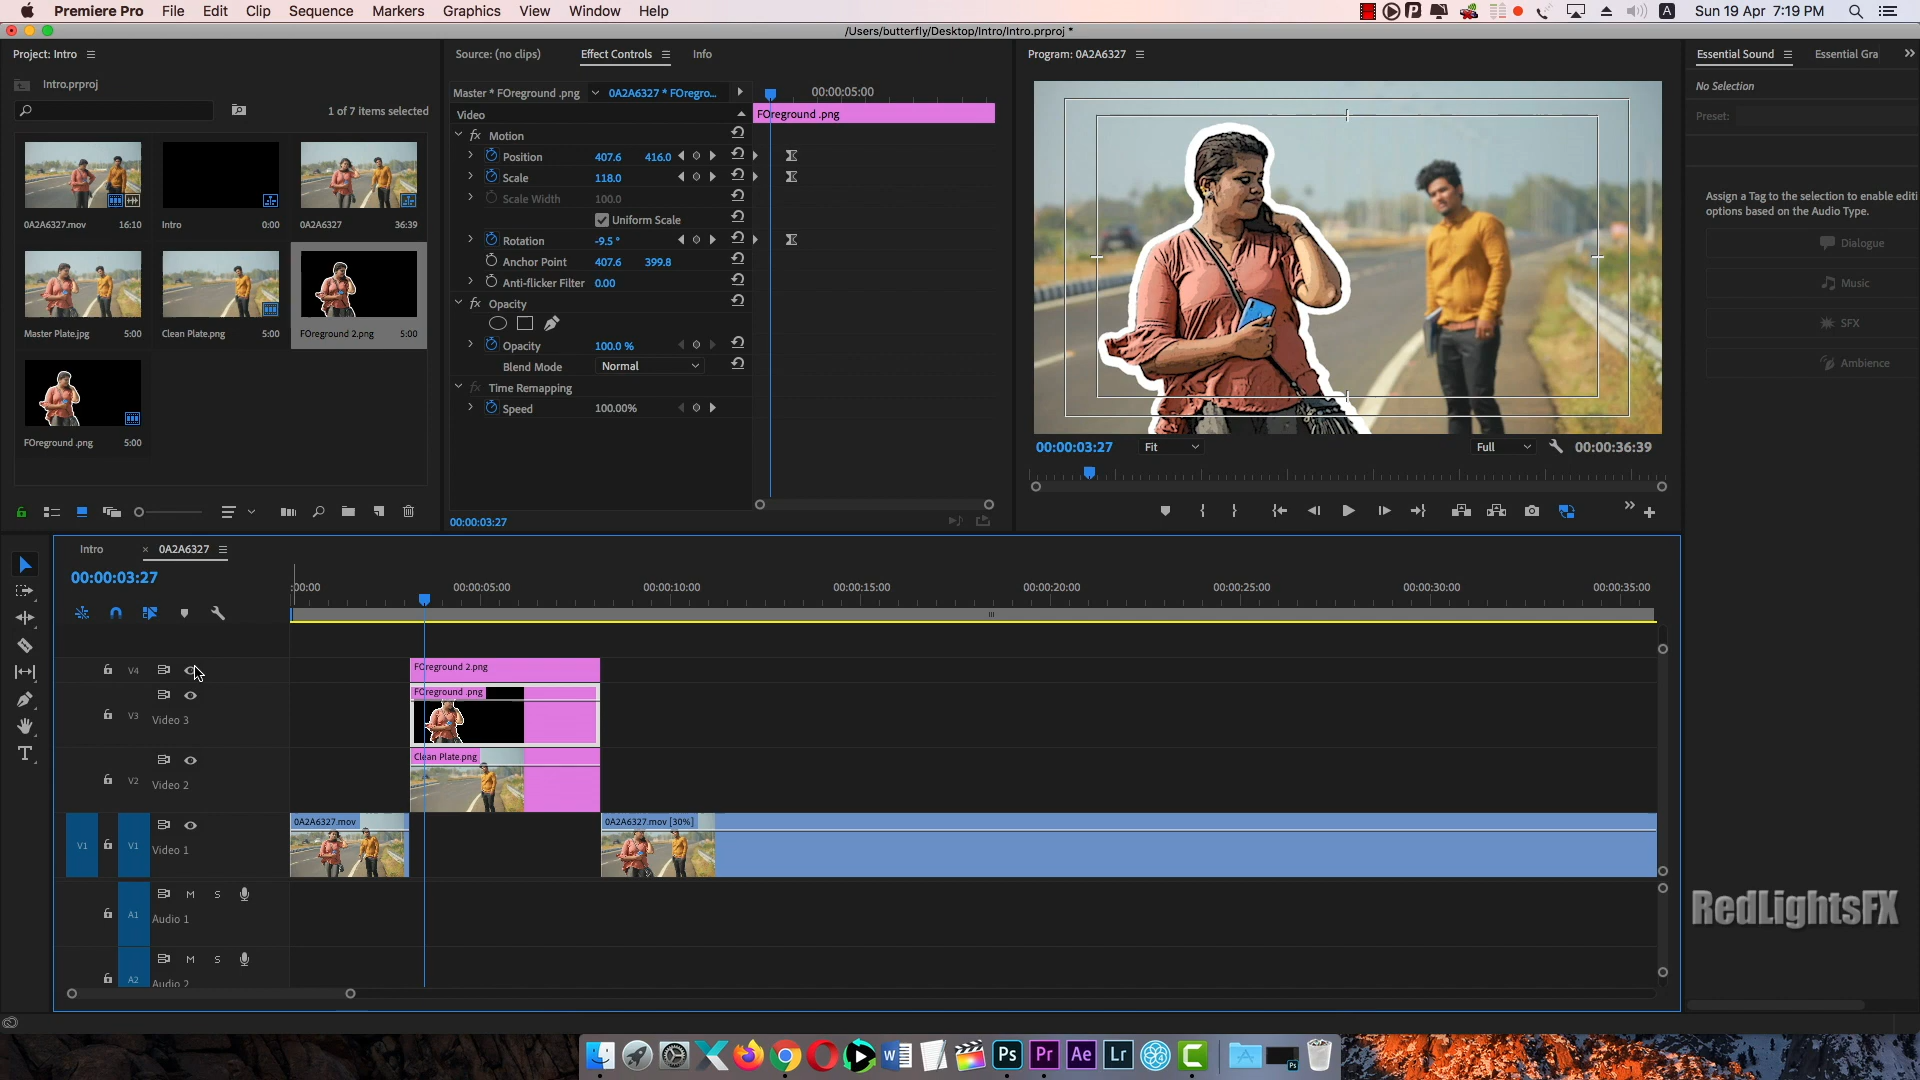 Premiere Pro File Edit Clip Sequence Markers Graphics View Window Help
A Sun 19 Apr 7:19 PM
/Users/butterfly/Desktop/Intro/Intro.prproj *
Project: Intro
Intro.prproj
1 of 7 items selected
0A2A6327.mov 16:10
Intro 0:00
0A2A6327 36:39
Master Plate.jpg 5:00
Clean Plate.png 5:00
FOreground 2.png 5:00
FOreground .png 5:00
Source: (no clips) Effect Controls Info
Master * FOreground .png 0A2A6327 * FOregro...
00:00:05:00
Video
FOreground .png
fx Motion
Position 407.6 416.0
Scale 118.0
Scale Width 100.0
Uniform Scale
Rotation -9.5 °
Anchor Point 407.6 399.8
Anti-flicker Filter 0.00
fx Opacity
Opacity 100.0 %
Blend Mode Normal
fx Time Remapping
Speed 100.00%
00:00:03:27
Program: 0A2A6327
00:00:03:27 Fit Full 00:00:36:39
Essential Sound Essential Gra
No Selection
Preset:
Assign a Tag to the selection to enable editi
options based on the Audio Type.
Dialogue
Music
SFX
Ambience
Intro × 0A2A6327
00:00:03:27
:00:00 00:00:05:00 00:00:10:00 00:00:15:00 00:00:20:00 00:00:25:00 00:00:30:00 00:00:35:00
V4 FOreground 2.png
FOreground .png
V3 Video 3
Clean Plate.png
V2 Video 2
0A2A6327.mov 0A2A6327.mov [30%]
V1 V1 Video 1
M S
A1 Audio 1
M S
A2 Audio 2
RedLightsFX
W Ps Pr Ae Lr C Ps